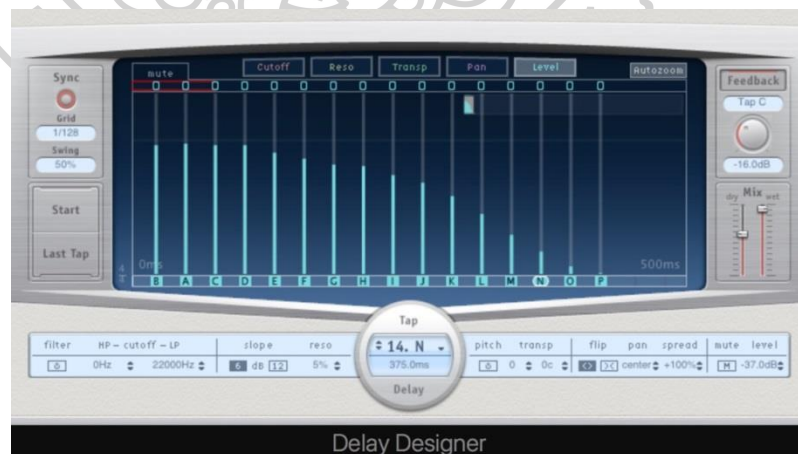 Cutoff Reso Transp Pan Level
mute Autozoom
Sync
Grid
1/128
Swing
50%
Start
Last Tap
Feedback
Tap C
-16.0dB
Mix
dry wet
0ms 500ms
B A C D E F G H I J K L M N O P
Tap
14. N
375.0ms
Delay
filter HP – cutoff – LP slope reso pitch transp flip pan spread mute level
0Hz 22000Hz 6 dB 12 5% 0 0c center +100% M -37.0dB
Delay Designer